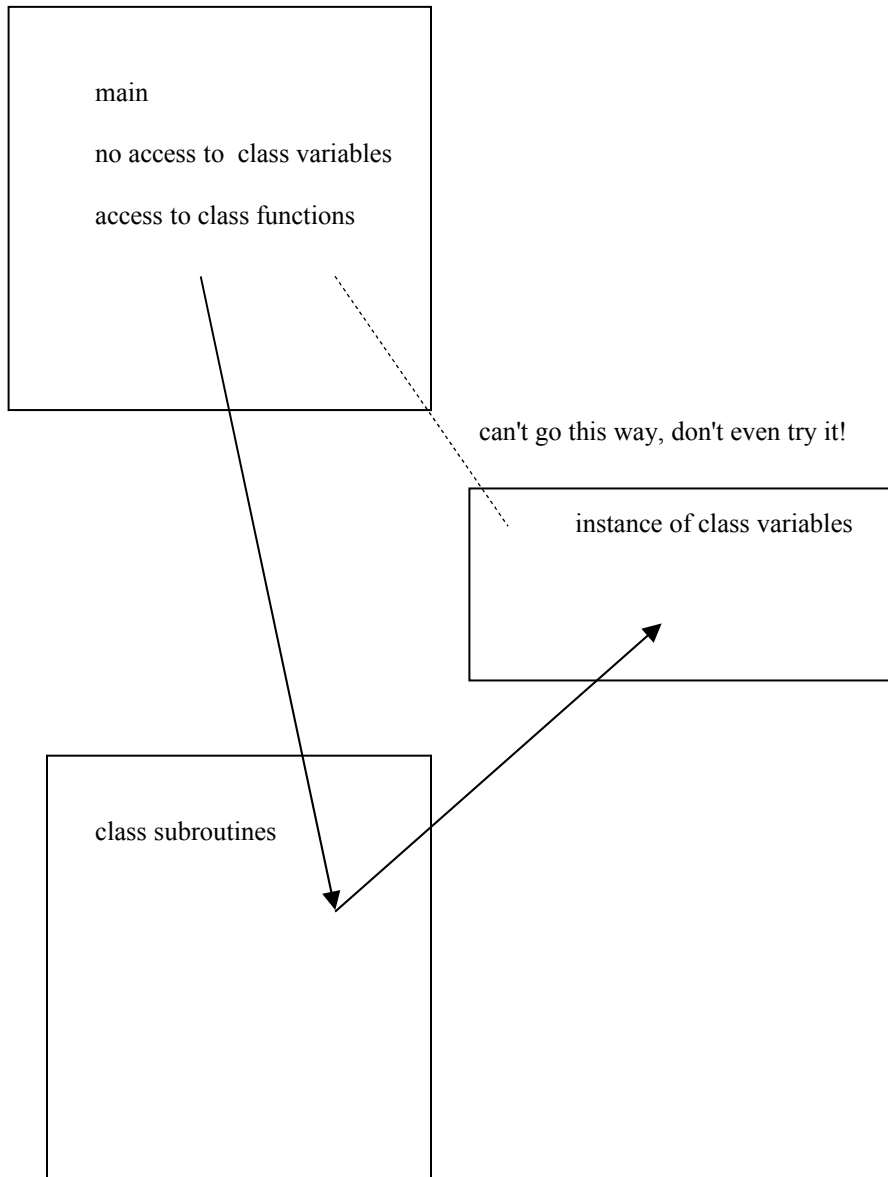 main
no access to  class variables
access to class functions
can't go this way, don't even try it!
instance of class variables
class subroutines